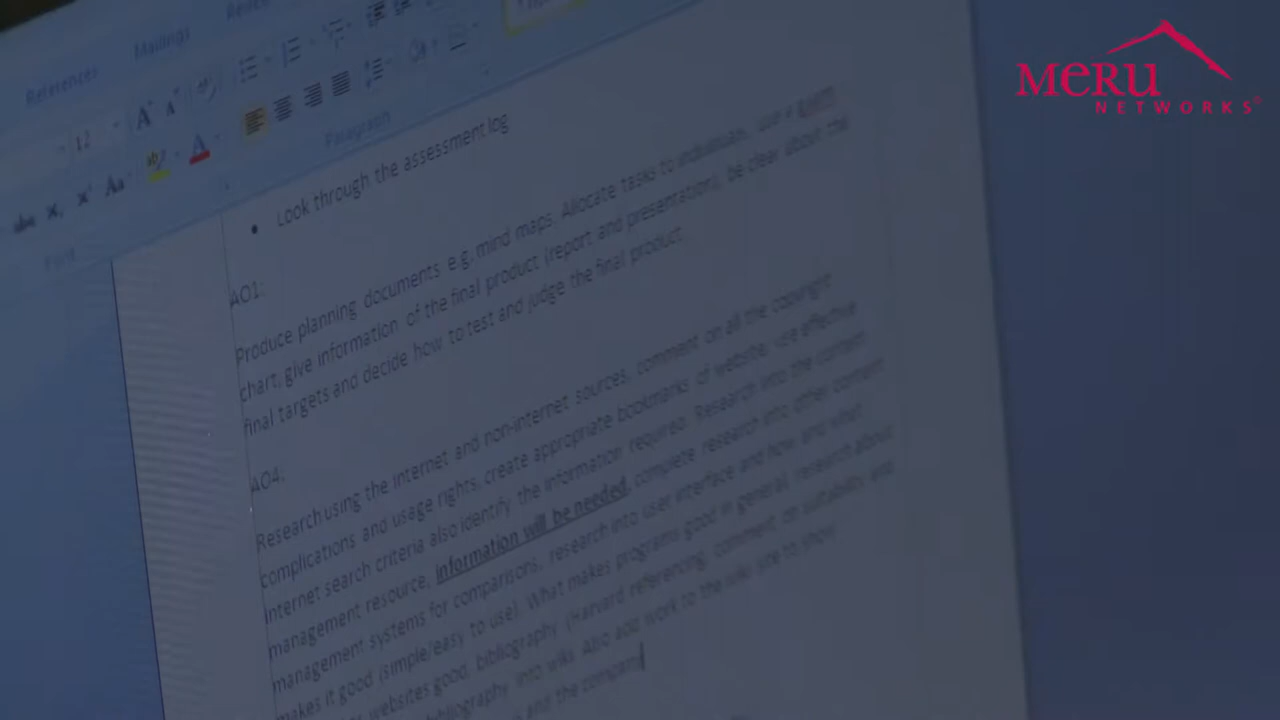 MERU
NETWORKS
References
Mailings
Review
12
Aa
Font
Paragraph
Look through the assessment log
AO1:
Produce planning documents e.g. mind maps. Allocate tasks to individuals, use a gantt
chart, give information of the final product (report and presentation), be clear about the
final targets and decide how to test and judge the final product.
AO4:
Research using the internet and non-internet sources, comment on all the copyright
complications and usage rights, create appropriate bookmarks of website, use effective
internet search criteria also identify the information required. Research into the content
management resource, information will be needed, complete research into other content
management systems for comparisons, research into user interface and how and what
makes it good (simple/easy to use). What makes programs good in general, research about
websites good, bibliography (Harvard referencing, comment on suitability and
bibliography into wiki. Also add work to the wiki site to show
and the company